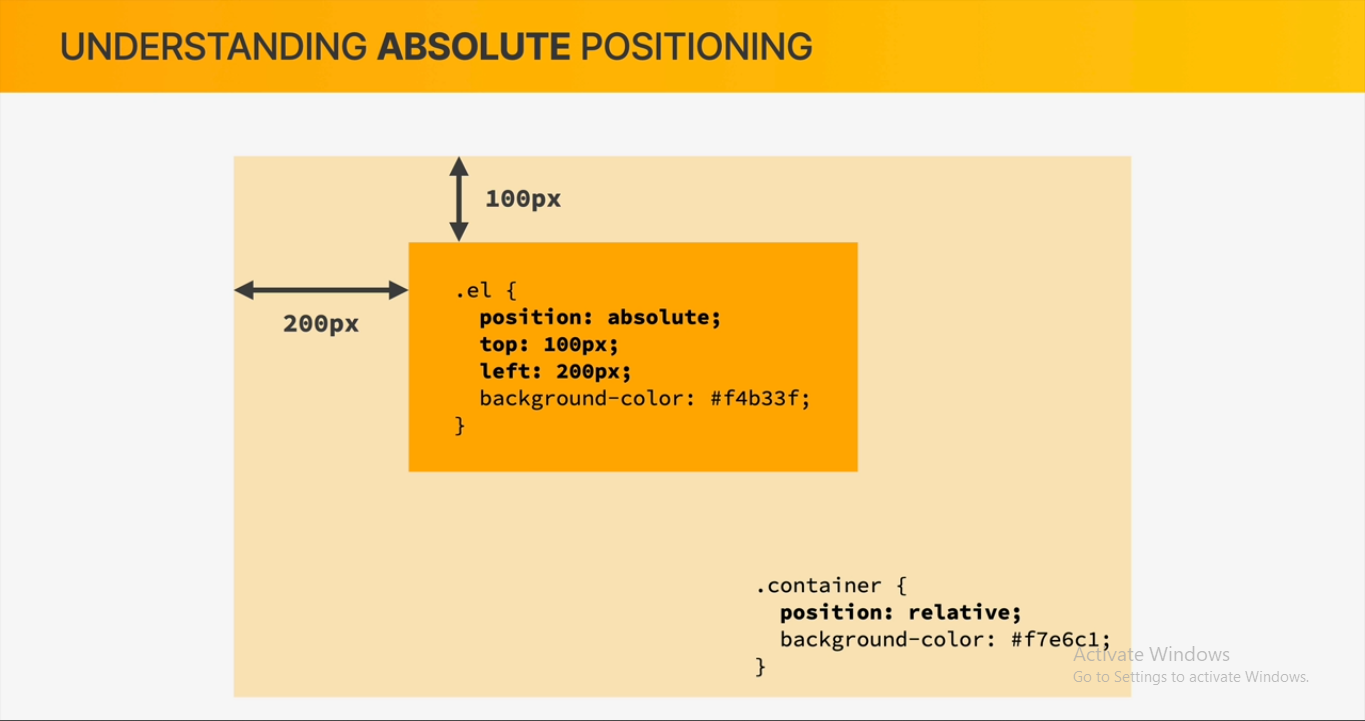 UNDERSTANDING ABSOLUTE POSITIONING
100px
200px
.el {
position: absolute;
top: 100px;
left: 200px;
background-color: #f4b33f;
}
.container {
position: relative;
background-color: #f7e6c1;
}
Activate Windows
Go to Settings to activate Windows.